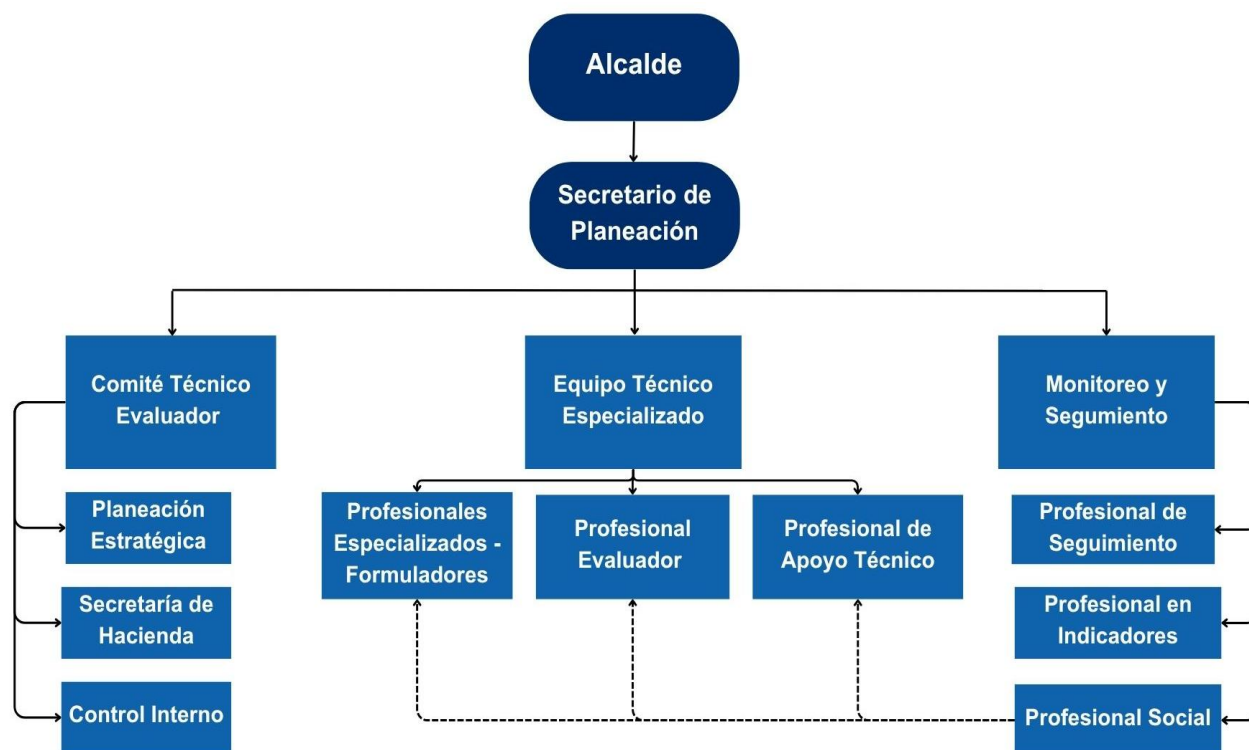 Alcalde
Secretario de
Planeación
Comité Técnico
Evaluador
Equipo Técnico
Especializado
Monitoreo y
Segumiento
Planeación
Estratégica
Secretaría de
Hacienda
Control Interno
Profesionales
Especializados -
Formuladores
Profesional
Evaluador
Profesional de
Apoyo Técnico
Profesional de
Seguimiento
Profesional en
Indicadores
Profesional Social